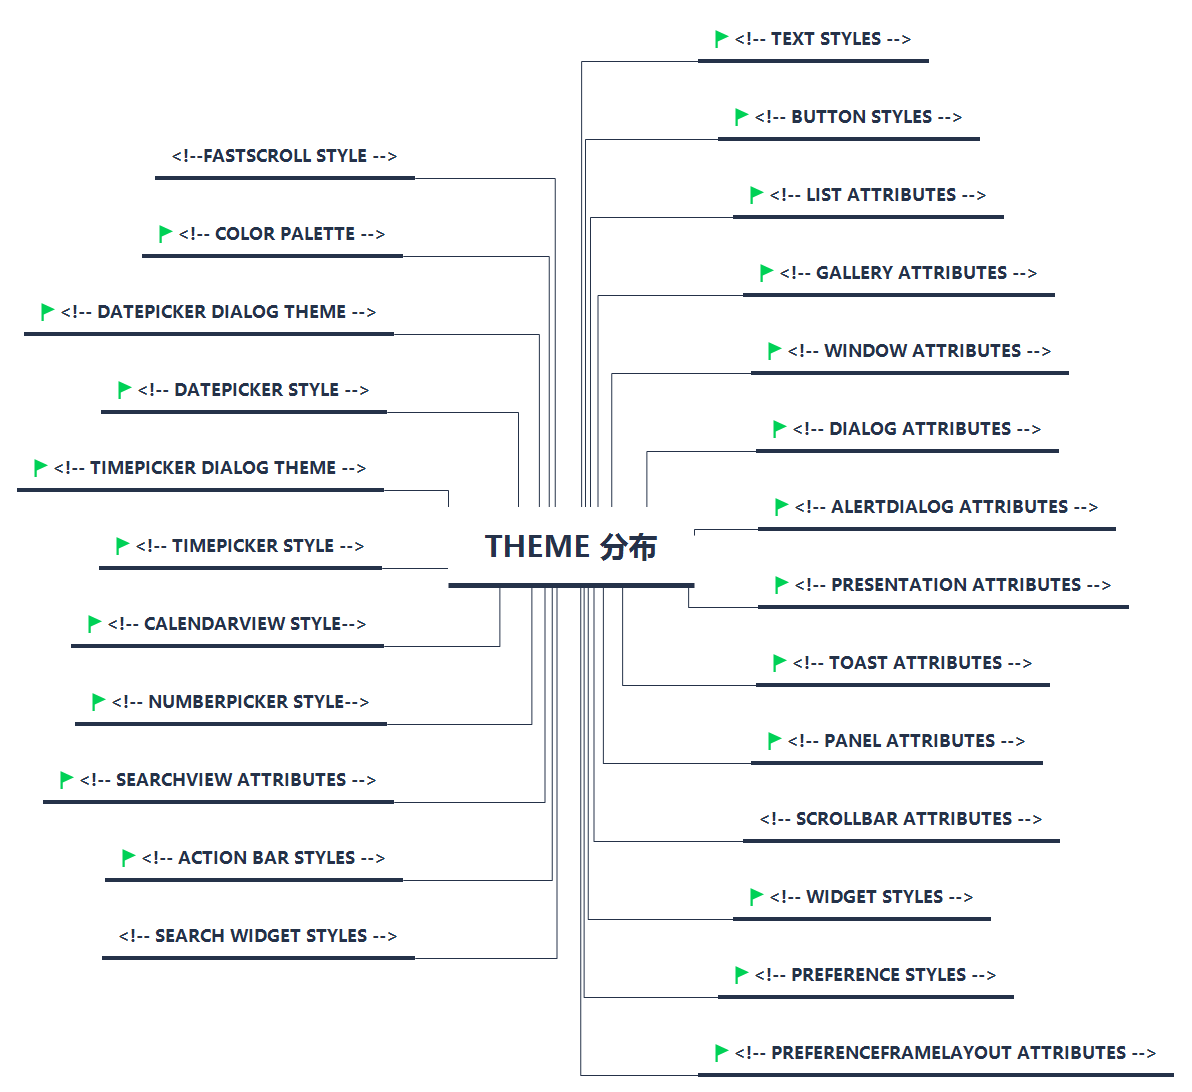 <!-- TEXT STYLES -->
<!-- BUTTON STYLES -->
<!-- LIST ATTRIBUTES -->
<!-- GALLERY ATTRIBUTES -->
<!-- WINDOW ATTRIBUTES -->
<!-- DIALOG ATTRIBUTES -->
<!-- ALERTDIALOG ATTRIBUTES -->
<!-- PRESENTATION ATTRIBUTES -->
<!-- TOAST ATTRIBUTES -->
<!-- PANEL ATTRIBUTES -->
<!-- SCROLLBAR ATTRIBUTES -->
<!-- WIDGET STYLES -->
<!-- PREFERENCE STYLES -->
<!-- PREFERENCEFRAMELAYOUT ATTRIBUTES -->
THEME 分布
<!--FASTSCROLL STYLE -->
<!-- COLOR PALETTE -->
<!-- DATEPICKER DIALOG THEME -->
<!-- DATEPICKER STYLE -->
<!-- TIMEPICKER DIALOG THEME -->
<!-- TIMEPICKER STYLE -->
<!-- CALENDARVIEW STYLE-->
<!-- NUMBERPICKER STYLE-->
<!-- SEARCHVIEW ATTRIBUTES -->
<!-- ACTION BAR STYLES -->
<!-- SEARCH WIDGET STYLES -->